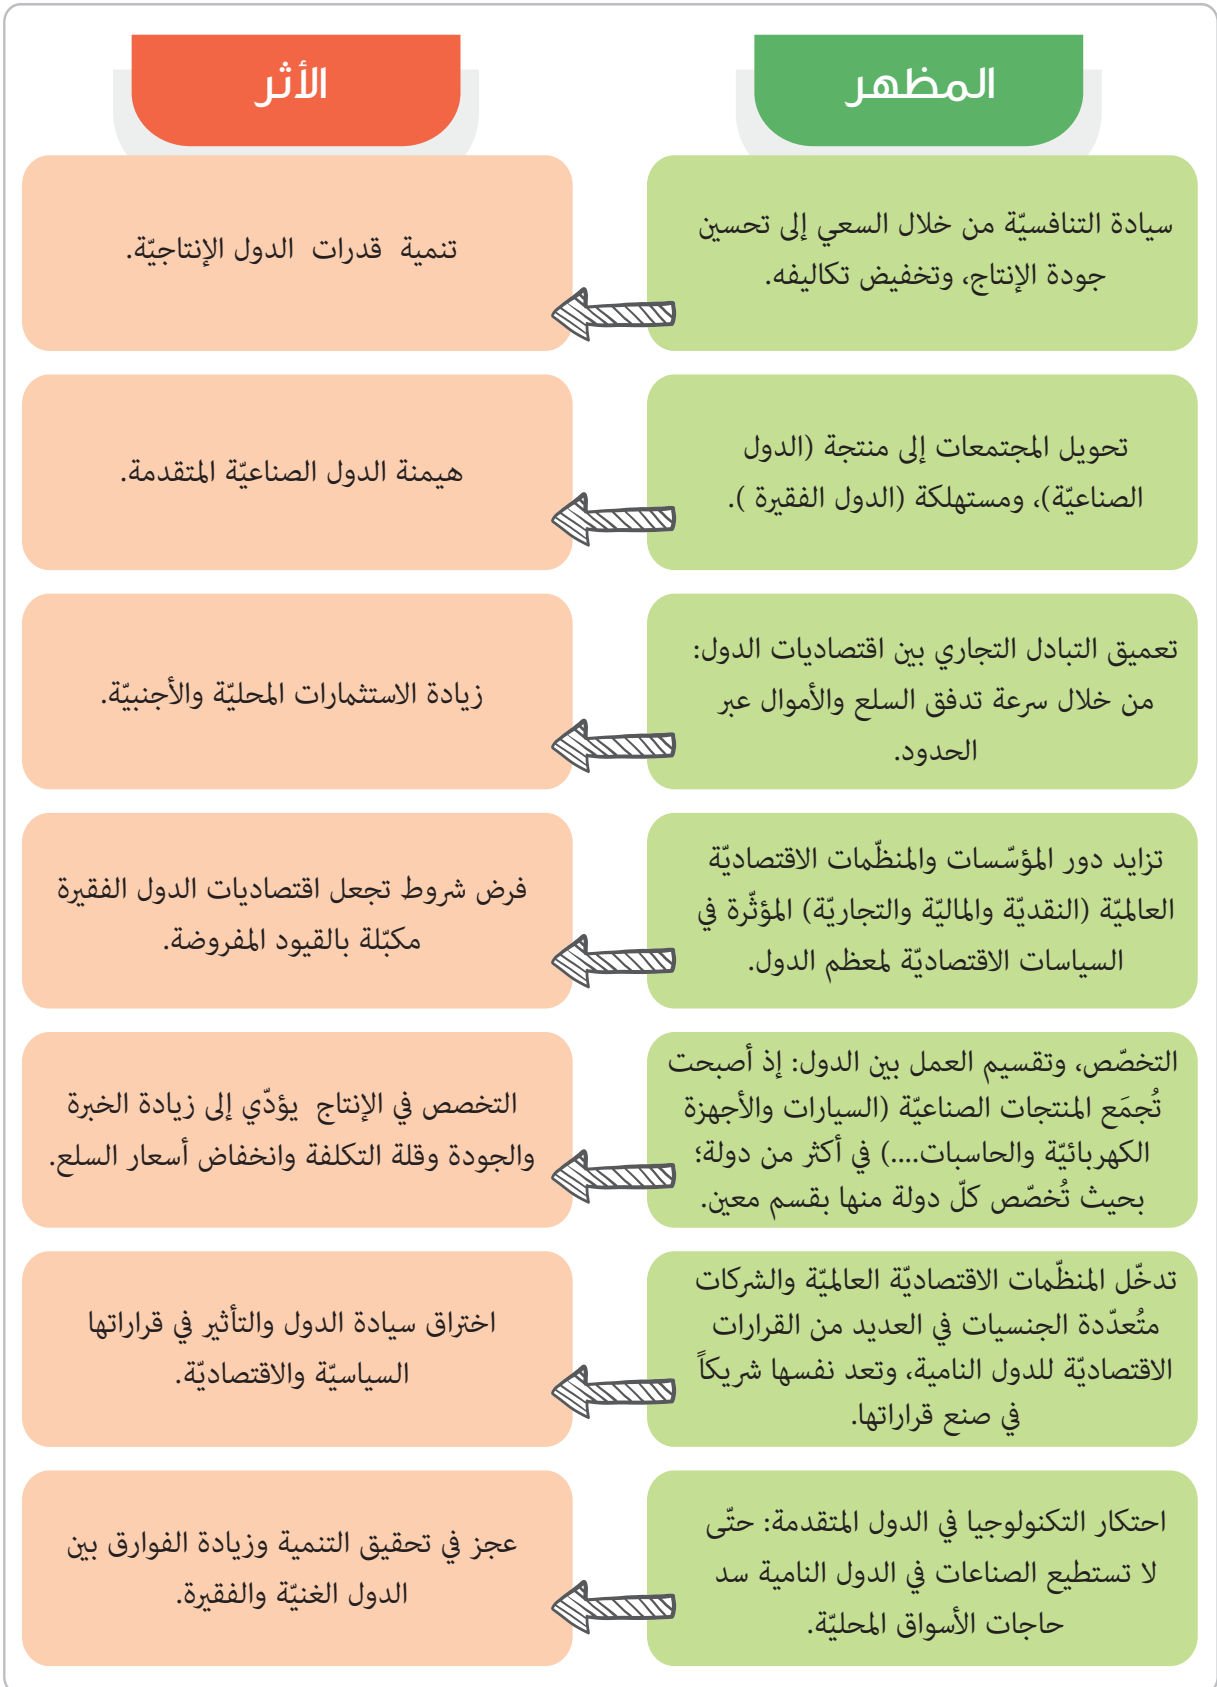 المظهر
الأثر
سيادة التنافسيّة من خلال السعي إلى تحسين
جودة الإنتاج، وتخفيض تكاليفه.
تنمية قدرات الدول الإنتاجيّة.
تحويل المجتمعات إلى منتجة (الدول
الصناعيّة)، ومستهلكة (الدول الفقيرة ).
هيمنة الدول الصناعيّة المتقدمة.
تعميق التبادل التجاري بين اقتصاديات الدول:
من خلال سرعة تدفق السلع والأموال عبر
الحدود.
زيادة الاستثمارات المحليّة والأجنبيّة.
تزايد دور المؤسّسات والمنظّمات الاقتصاديّة
العالميّة (النقديّة والماليّة والتجاريّة) المؤثّرة في
السياسات الاقتصاديّة لمعظم الدول.
فرض شروط تجعل اقتصاديات الدول الفقيرة
مكبّلة بالقيود المفروضة.
التخصّص، وتقسيم العمل بين الدول: إذ أصبحت
تُجمَع المنتجات الصناعيّة (السيارات والأجهزة
الكهربائيّة والحاسبات....) في أكثر من دولة؛
بحيث تُخصّص كلّ دولة منها بقسم معين.
التخصص في الإنتاج يؤدّي إلى زيادة الخبرة
والجودة وقلة التكلفة وانخفاض أسعار السلع.
تدخّل المنظّمات الاقتصاديّة العالميّة والشركات
متُعدّدة الجنسيات في العديد من القرارات
الاقتصاديّة للدول النامية، وتعد نفسها شريكاً
في صنع قراراتها.
اختراق سيادة الدول والتأثير في قراراتها
السياسيّة والاقتصاديّة.
احتكار التكنولوجيا في الدول المتقدمة: حتّى
لا تستطيع الصناعات في الدول النامية سد
حاجات الأسواق المحليّة.
عجز في تحقيق التنمية وزيادة الفوارق بين
الدول الغنيّة والفقيرة.